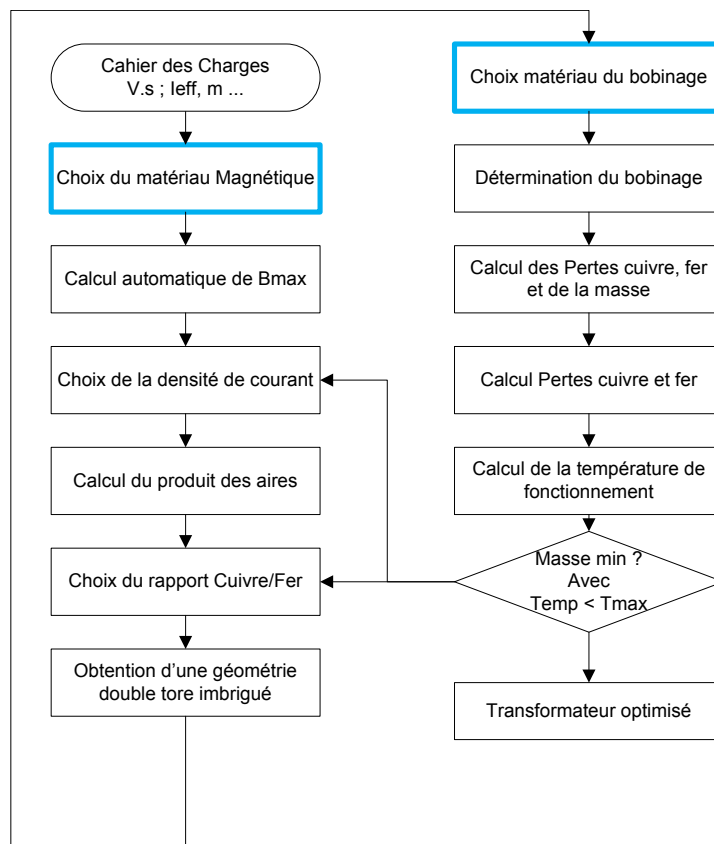 Cahier des Charges
V.s ; Ieff, m ...
Choix du matériau Magnétique
Calcul automatique de Bmax
Choix de la densité de courant
Calcul du produit des aires
Choix du rapport Cuivre/Fer
Obtention d'une géométrie
double tore imbrigué
Choix matériau du bobinage
Détermination du bobinage
Calcul des Pertes cuivre, fer
et de la masse
Calcul Pertes cuivre et fer
Calcul de la température de
fonctionnement
Masse min ?
Avec
Temp < Tmax
Transformateur optimisé